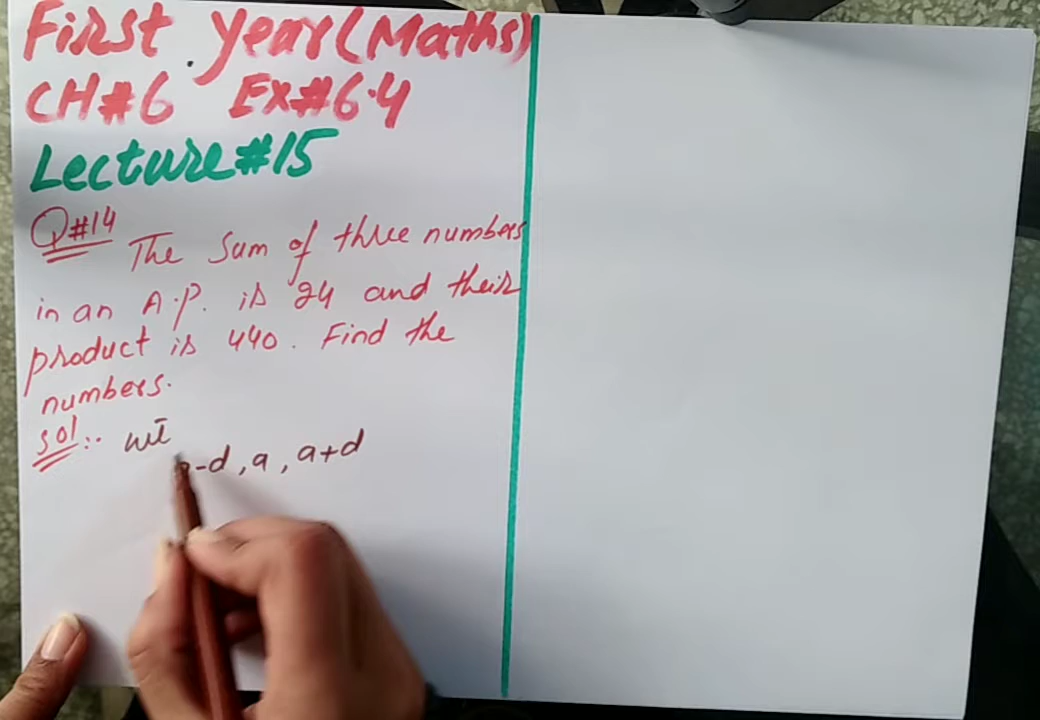 First year (Maths)
CH#6 EX#6.4
Lecture #15
Q#14 The Sum of three numbers
in an A.P. is 24 and their
product is 440. Find the
numbers.
Sol:.
-d, a, a+d